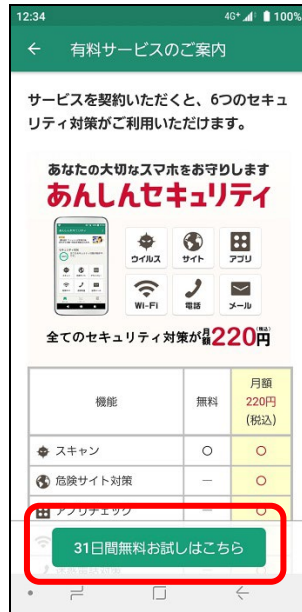 12:34 4G+ 100%
有料サービスのご案内
サービスを契約いただくと、6つのセキュ
リティ対策がご利用いただけます。
あなたの大切なスマホをお守りします
あんしんセキュリティ
ウイルス サイト アプリ
Wi-Fi 電話 メール
全てのセキュリティ対策が月額220円(税込)
機能 無料 月額
220円
(税込)
スキャン ○ ○
危険サイト対策 － ○
アプリチェック － ○
31日間無料お試しはこちら